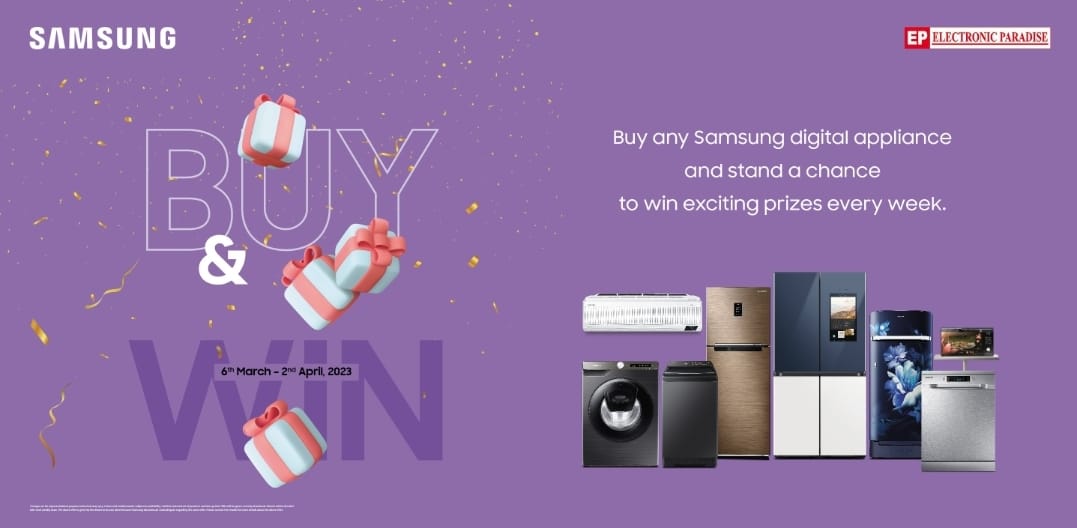 SAMSUNG
EP ELECTRONIC PARADISE
BUY
&
WIN
6th March – 2nd April, 2023
Buy any Samsung digital appliance
and stand a chance
to win exciting prizes every week.